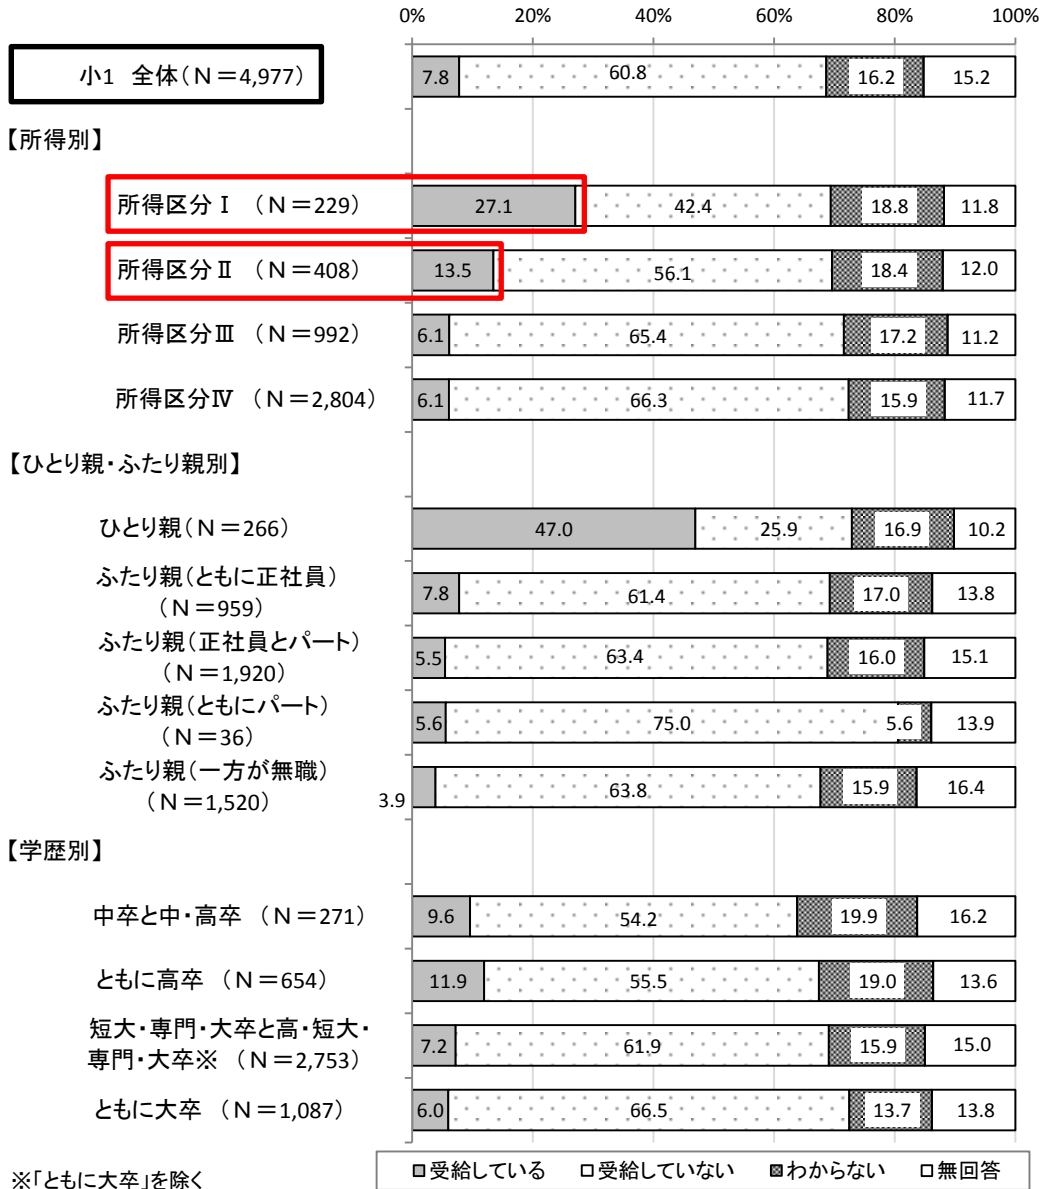 0% 20% 40% 60% 80% 100%
小1 全体(N=4,977) 7.8 60.8 16.2 15.2
【所得別】
所得区分Ⅰ (N=229) 27.1 42.4 18.8 11.8
所得区分Ⅱ (N=408) 13.5 56.1 18.4 12.0
所得区分Ⅲ (N=992) 6.1 65.4 17.2 11.2
所得区分Ⅳ (N=2,804) 6.1 66.3 15.9 11.7
【ひとり親・ふたり親別】
ひとり親(N=266) 47.0 25.9 16.9 10.2
ふたり親(ともに正社員)
(N=959) 7.8 61.4 17.0 13.8
ふたり親(正社員とパート)
(N=1,920) 5.5 63.4 16.0 15.1
ふたり親(ともにパート)
(N=36) 5.6 75.0 5.6 13.9
ふたり親(一方が無職)
(N=1,520) 3.9 63.8 15.9 16.4
【学歴別】
中卒と中・高卒 (N=271) 9.6 54.2 19.9 16.2
ともに高卒 (N=654) 11.9 55.5 19.0 13.6
短大・専門・大卒と高・短大・
専門・大卒※ (N=2,753) 7.2 61.9 15.9 15.0
ともに大卒 (N=1,087) 6.0 66.5 13.7 13.8
※「ともに大卒」を除く
受給している 受給していない わからない 無回答